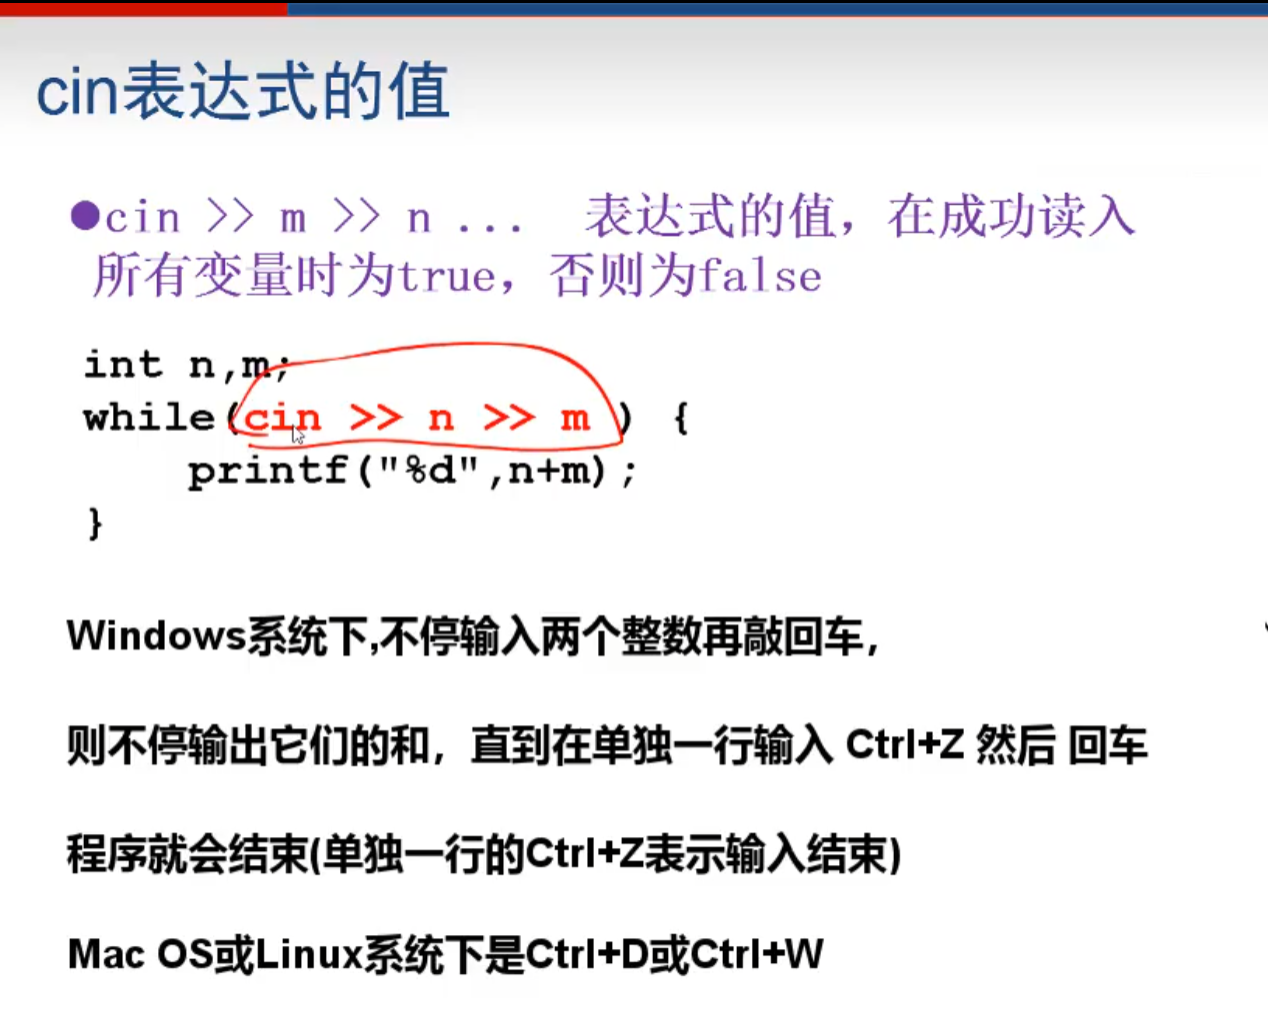 cin表达式的值
●cin >> m >> n ... 表达式的值，在成功读入
所有变量时为true，否则为false
int n,m;
while(cin >> n >> m ) {
printf("%d",n+m);
}
Windows系统下,不停输入两个整数再敲回车，
则不停输出它们的和，直到在单独一行输入 Ctrl+Z 然后 回车
程序就会结束(单独一行的Ctrl+Z表示输入结束)
Mac OS或Linux系统下是Ctrl+D或Ctrl+W